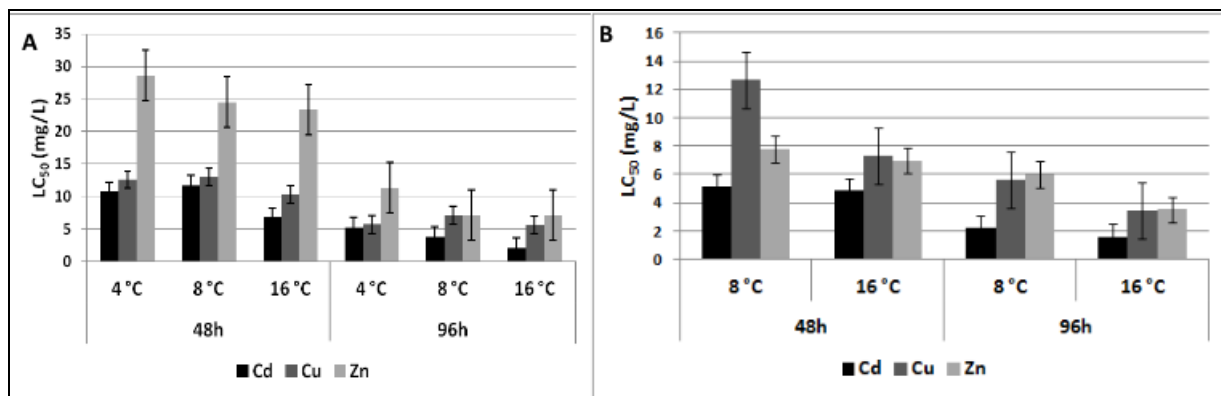 A
LC₅₀ (mg/L)
35
30
25
20
15
10
5
0
4 °C 8 °C 16 °C 4 °C 8 °C 16 °C
48h 96h
Cd Cu Zn
B
LC₅₀ (mg/L)
16
14
12
10
8
6
4
2
0
8 °C 16 °C 8 °C 16 °C
48h 96h
Cd Cu Zn